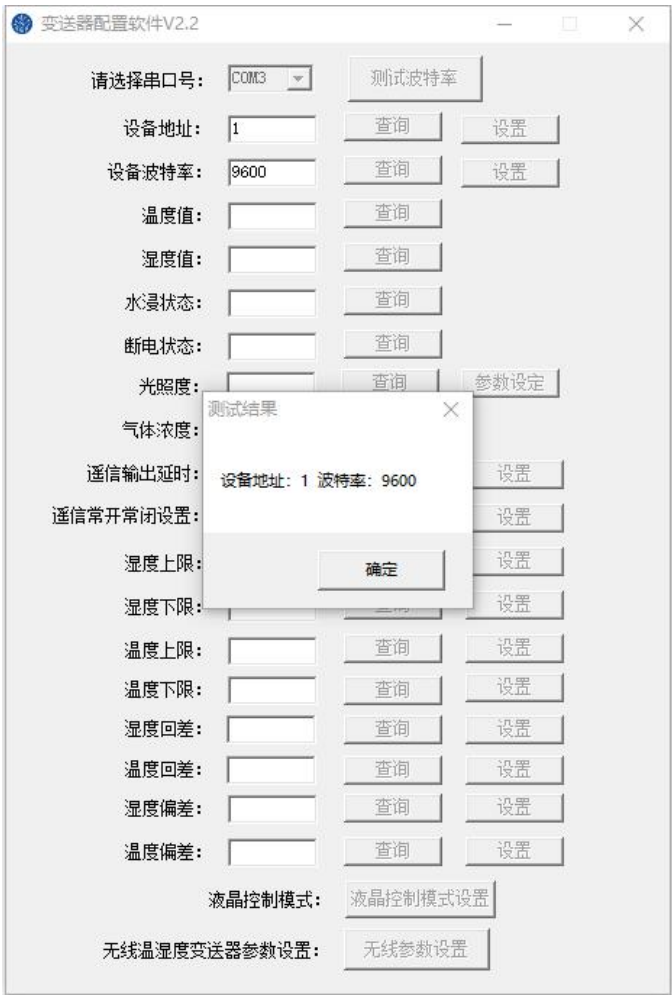 变送器配置软件V2.2
请选择串口号： COM3 测试波特率
设备地址： 1 查询 设置
设备波特率： 9600 查询 设置
温度值： 查询
湿度值： 查询
水浸状态： 查询
断电状态： 查询
光照度： 查询 参数设定
测试结果
气体浓度：
遥信输出延时： 设置
设备地址：1 波特率：9600
遥信常开常闭设置： 设置
湿度上限： 设置
确定
湿度下限： 设置
温度上限： 查询 设置
温度下限： 查询 设置
湿度回差： 查询 设置
温度回差： 查询 设置
湿度偏差： 查询 设置
温度偏差： 查询 设置
液晶控制模式： 液晶控制模式设置
无线温湿度变送器参数设置： 无线参数设置